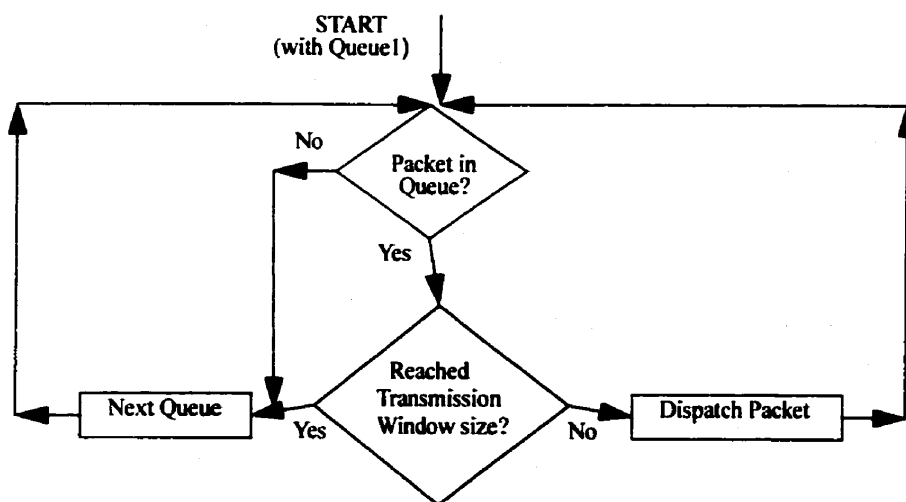 START
(with Queue1)
No
Packet in
Queue?
Yes
Reached
Transmission
Window size?
Next Queue
Yes
No
Dispatch Packet